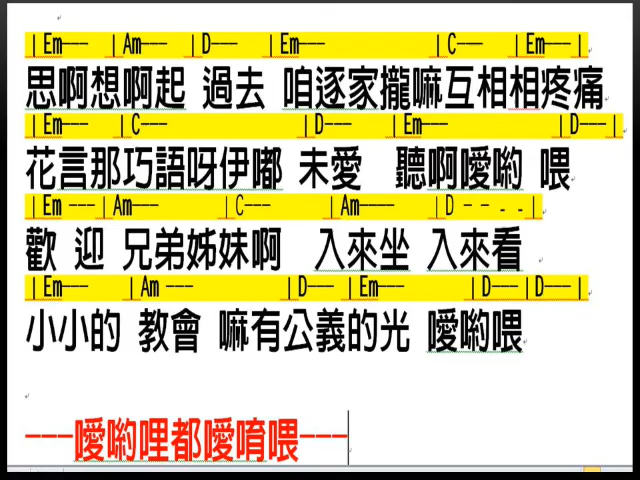 |Em--- |Am--- |D--- |Em--- |C--- |Em---|
思啊想啊起 過去 咱逐家攏嘛互相相疼痛
|Em--- |C--- |D--- |Em--- |D---|
花言那巧語呀伊嘟 未愛 聽啊噯喲 喂
|Em ---|Am--- |C--- |Am---- |D ----|
歡 迎 兄弟姊妹啊 入來坐 入來看
|Em--- |Am --- |D--- |Em--- |D---|D---|
小小的 教會 嘛有公義的光 噯喲喂
---噯喲哩都噯唷喂---